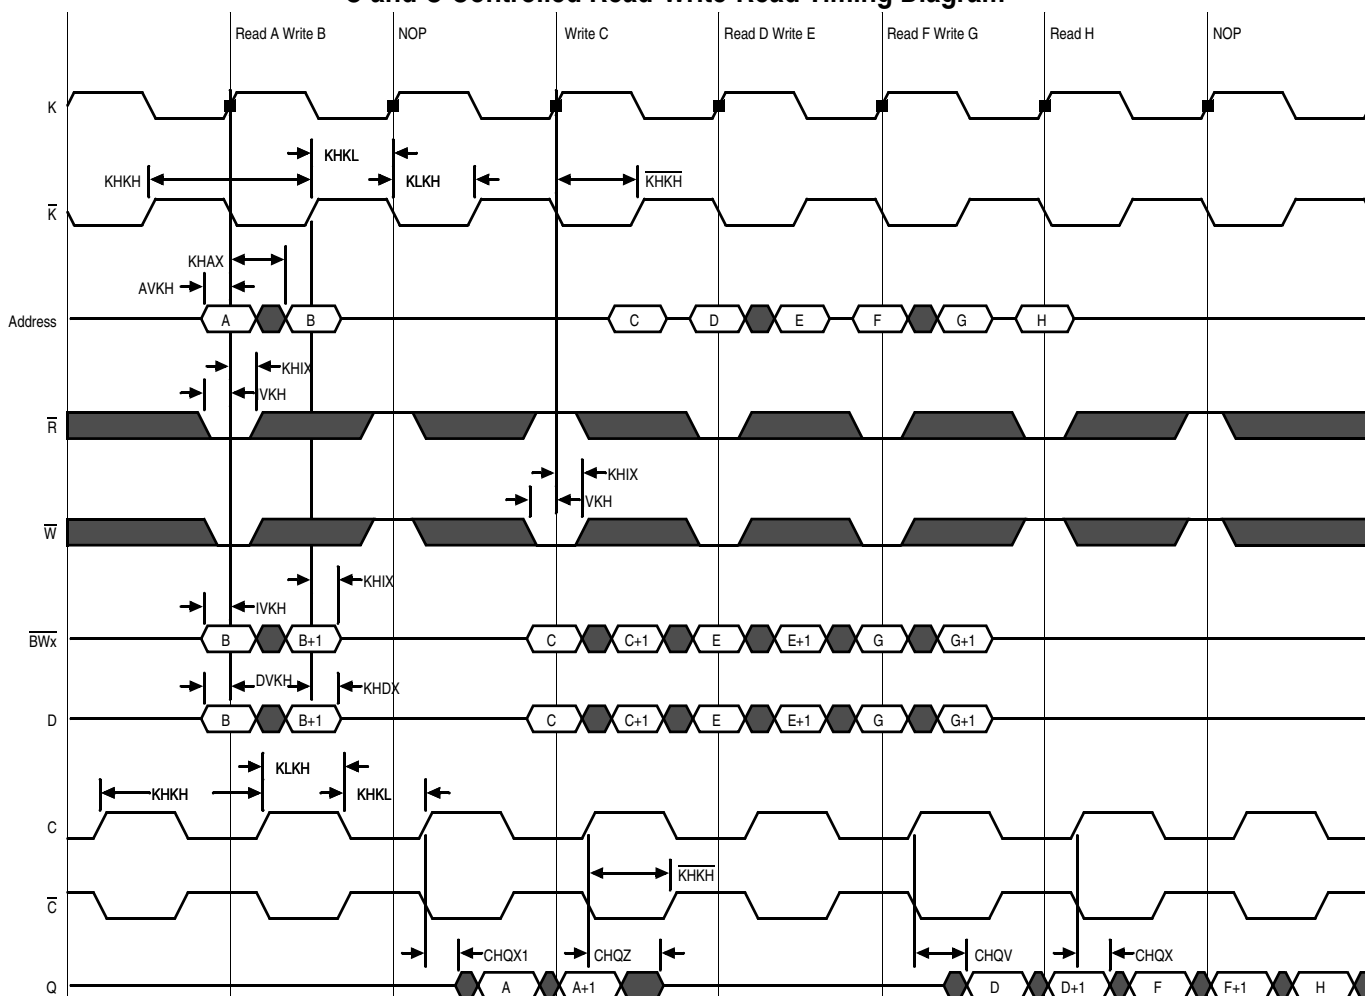 C and C Controlled Read-Write-Read Timing Diagram
Read A Write B NOP Write C Read D Write E Read F Write G Read H NOP
K
KHKL
KHKH KLKH KHKH
K
KHAX
AVKH
Address A B C D E F G H
KHIX
VKH
R
KHIX
VKH
W
KHIX
IVKH
BWx B B+1 C C+1 E E+1 G G+1
DVKH KHDX
D B B+1 C C+1 E E+1 G G+1
KLKH
KHKH KHKL
C
KHKH
C
CHQX1 CHQZ CHQV CHQX
Q A A+1 D D+1 F F+1 H